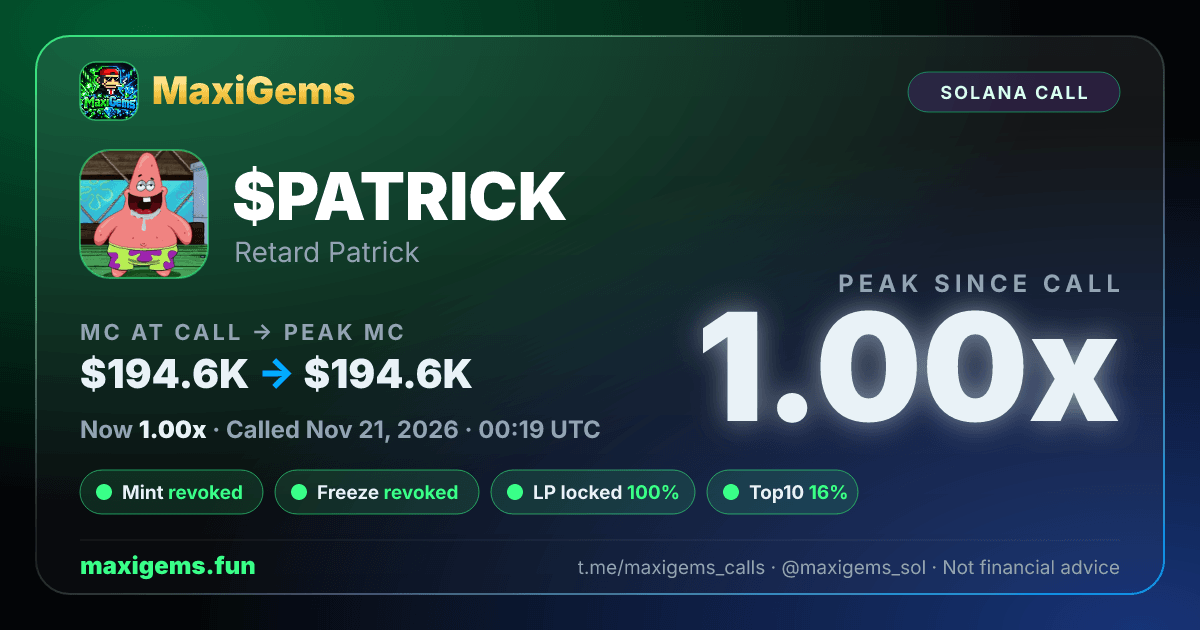 MaxiGems
MaxiGems
SOLANA CALL
$PATRICK
Retard Patrick
PEAK SINCE CALL
1.00x
MC AT CALL → PEAK MC
$194.6K → $194.6K
Now 1.00x · Called Nov 21, 2026 · 00:19 UTC
Mint revoked
Freeze revoked
LP locked 100%
Top10 16%
maxigems.fun
t.me/maxigems_calls · @maxigems_sol · Not financial advice